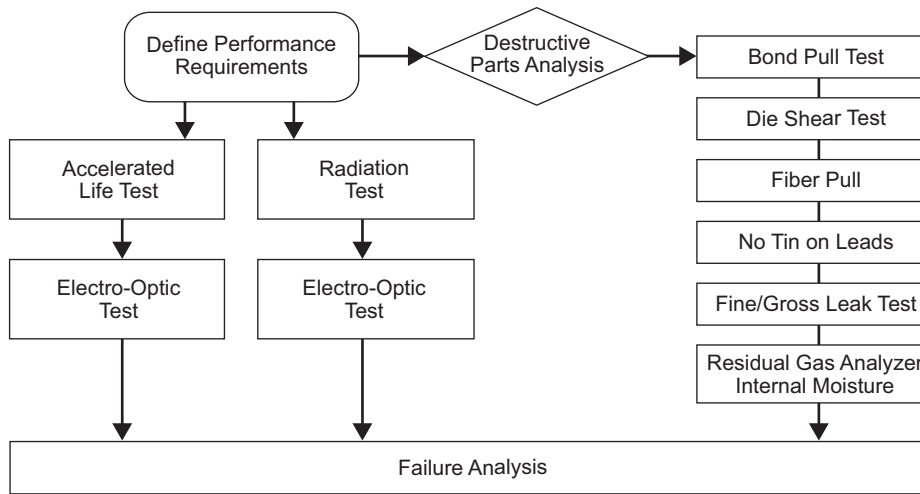 Define Performance
Requirements
Destructive
Parts Analysis
Bond Pull Test
Die Shear Test
Accelerated
Life Test
Radiation
Test
Fiber Pull
No Tin on Leads
Electro-Optic
Test
Electro-Optic
Test
Fine/Gross Leak Test
Residual Gas Analyzer
Internal Moisture
Failure Analysis